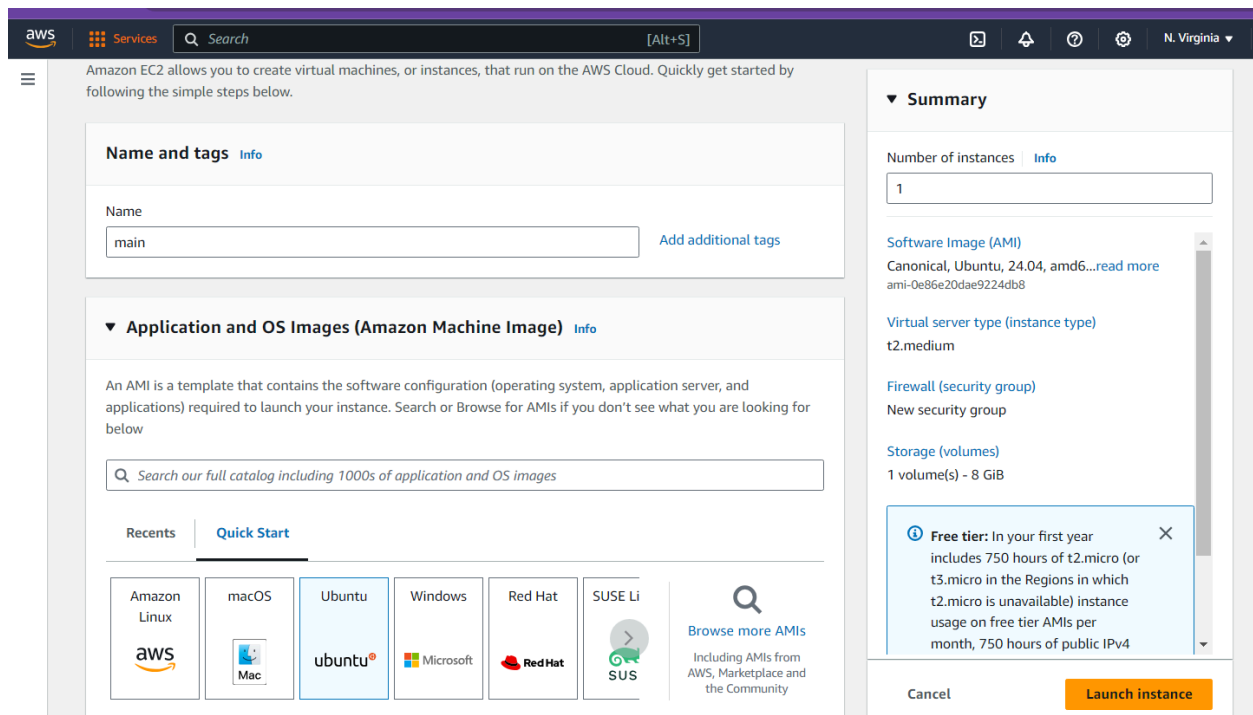 aws
Services
Search
[Alt+S]
N. Virginia
Amazon EC2 allows you to create virtual machines, or instances, that run on the AWS Cloud. Quickly get started by
following the simple steps below.
Name and tags Info
Name
main
Add additional tags
Application and OS Images (Amazon Machine Image) Info
An AMI is a template that contains the software configuration (operating system, application server, and
applications) required to launch your instance. Search or Browse for AMIs if you don't see what you are looking for
below
Search our full catalog including 1000s of application and OS images
Recents
Quick Start
Amazon
Linux
aws
macOS
Mac
Ubuntu
ubuntu
Windows
Microsoft
Red Hat
Red Hat
SUSE Li
SUS
Browse more AMIs
Including AMIs from
AWS, Marketplace and
the Community
Summary
Number of instances Info
1
Software Image (AMI)
Canonical, Ubuntu, 24.04, amd6...read more
ami-0e86e20dae9224db8
Virtual server type (instance type)
t2.medium
Firewall (security group)
New security group
Storage (volumes)
1 volume(s) - 8 GiB
Free tier: In your first year
includes 750 hours of t2.micro (or
t3.micro in the Regions in which
t2.micro is unavailable) instance
usage on free tier AMIs per
month, 750 hours of public IPv4
Cancel
Launch instance